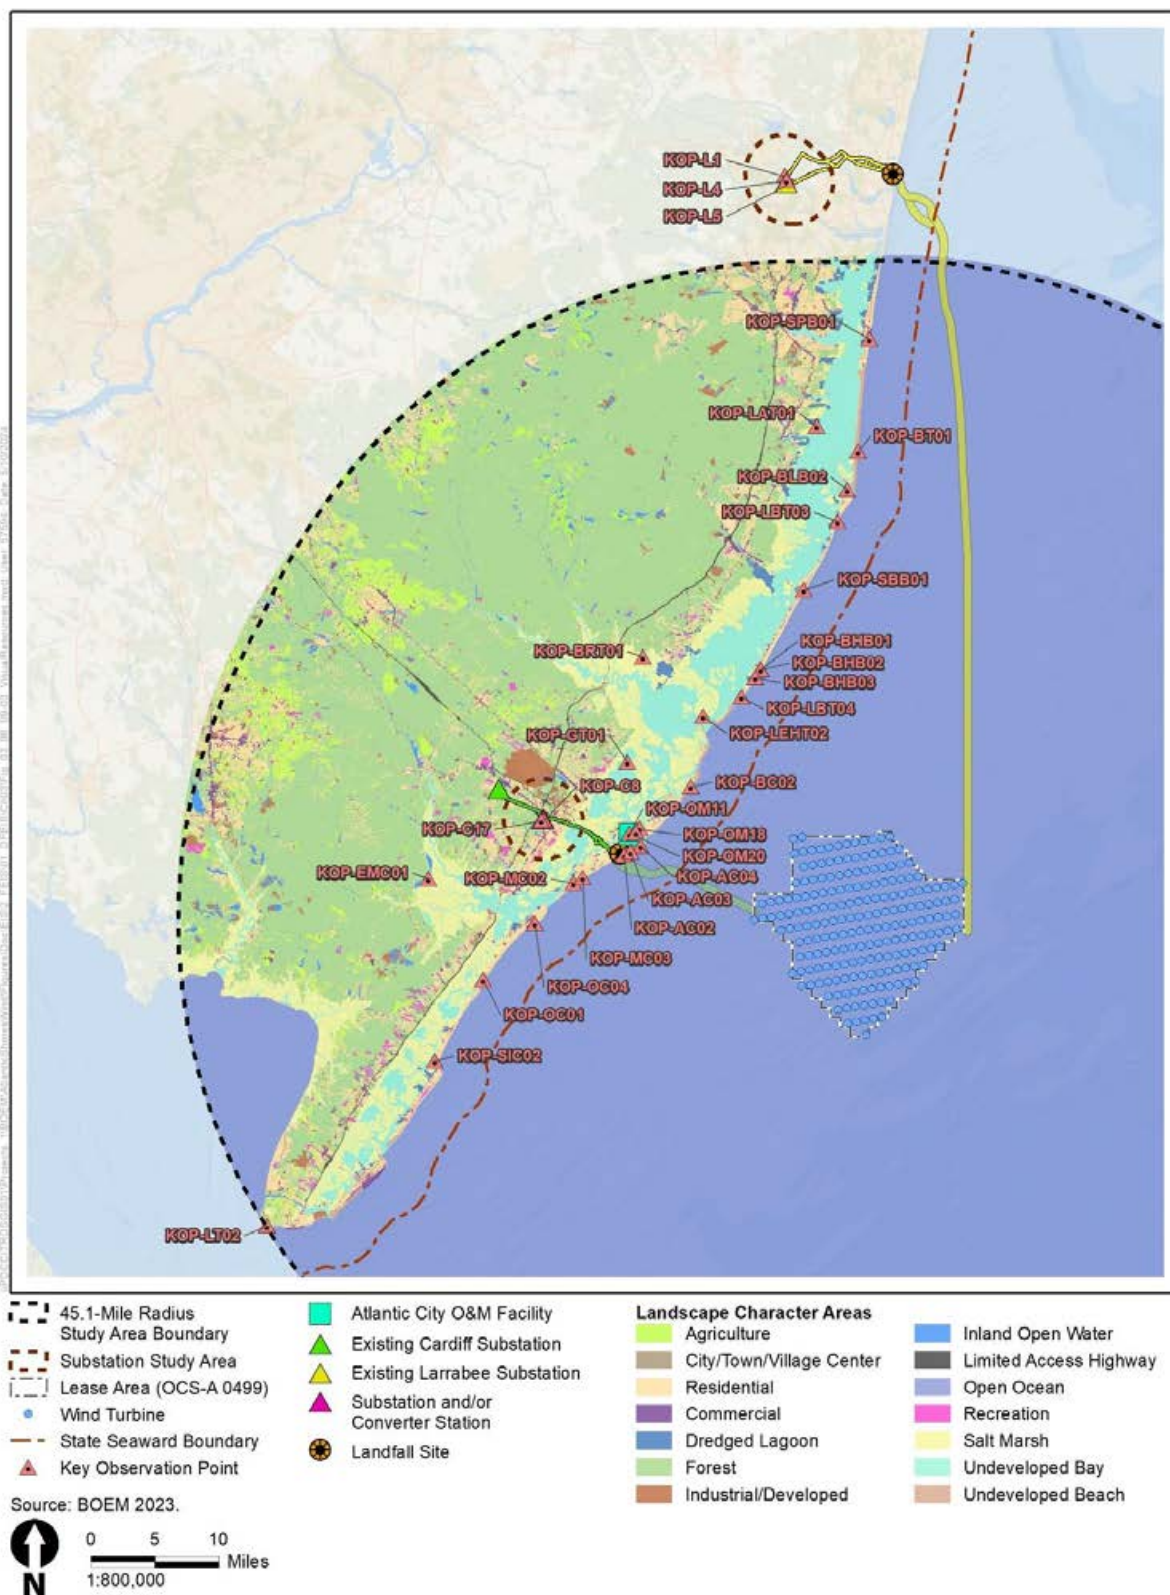 KOP-L1
KOP-L4
KOP-L5
KOP-SPB01
KOP-LAT01
KOP-BT01
KOP-BLB02
KOP-LBT03
KOP-SBB01
KOP-BHB01
KOP-BRT01
KOP-BHB02
KOP-BHB03
KOP-LBT04
KOP-LEHT02
KOP-GT01
KOP-C8
KOP-BC02
KOP-OM11
KOP-C17
KOP-OM18
KOP-OM20
KOP-EMC01
KOP-MC02
KOP-AC04
KOP-AC03
KOP-AC02
KOP-MC03
KOP-OC04
KOP-OC01
KOP-SIC02
KOP-LT02
45.1-Mile Radius
Study Area Boundary
Substation Study Area
Lease Area (OCS-A 0499)
Wind Turbine
State Seaward Boundary
Key Observation Point
Atlantic City O&M Facility
Existing Cardiff Substation
Existing Larrabee Substation
Substation and/or
Converter Station
Landfall Site
Landscape Character Areas
Agriculture
City/Town/Village Center
Residential
Commercial
Dredged Lagoon
Forest
Industrial/Developed
Inland Open Water
Limited Access Highway
Open Ocean
Recreation
Salt Marsh
Undeveloped Bay
Undeveloped Beach
Source: BOEM 2023.
N
0 5 10
Miles
1:800,000